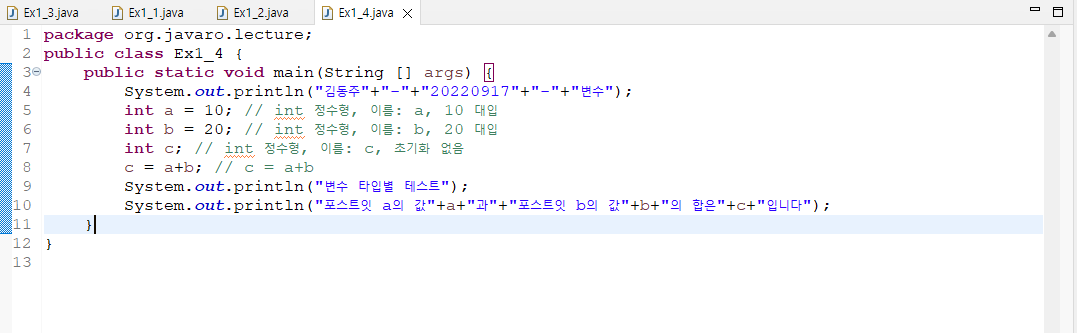 Ex1_3.java Ex1_1.java Ex1_2.java Ex1_4.java
1 package org.javaro.lecture;
2 public class Ex1_4 {
3 public static void main(String [] args) {
4 System.out.println("김동주"+"-"+"20220917"+"-"+"변수");
5 int a = 10; // int 정수형, 이름: a, 10 대입
6 int b = 20; // int 정수형, 이름: b, 20 대입
7 int c; // int 정수형, 이름: c, 초기화 없음
8 c = a+b; // c = a+b
9 System.out.println("변수 타입별 테스트");
10 System.out.println("포스트잇 a의 값"+a+"과"+"포스트잇 b의 값"+b+"의 합은"+c+"입니다");
11 }
12 }
13